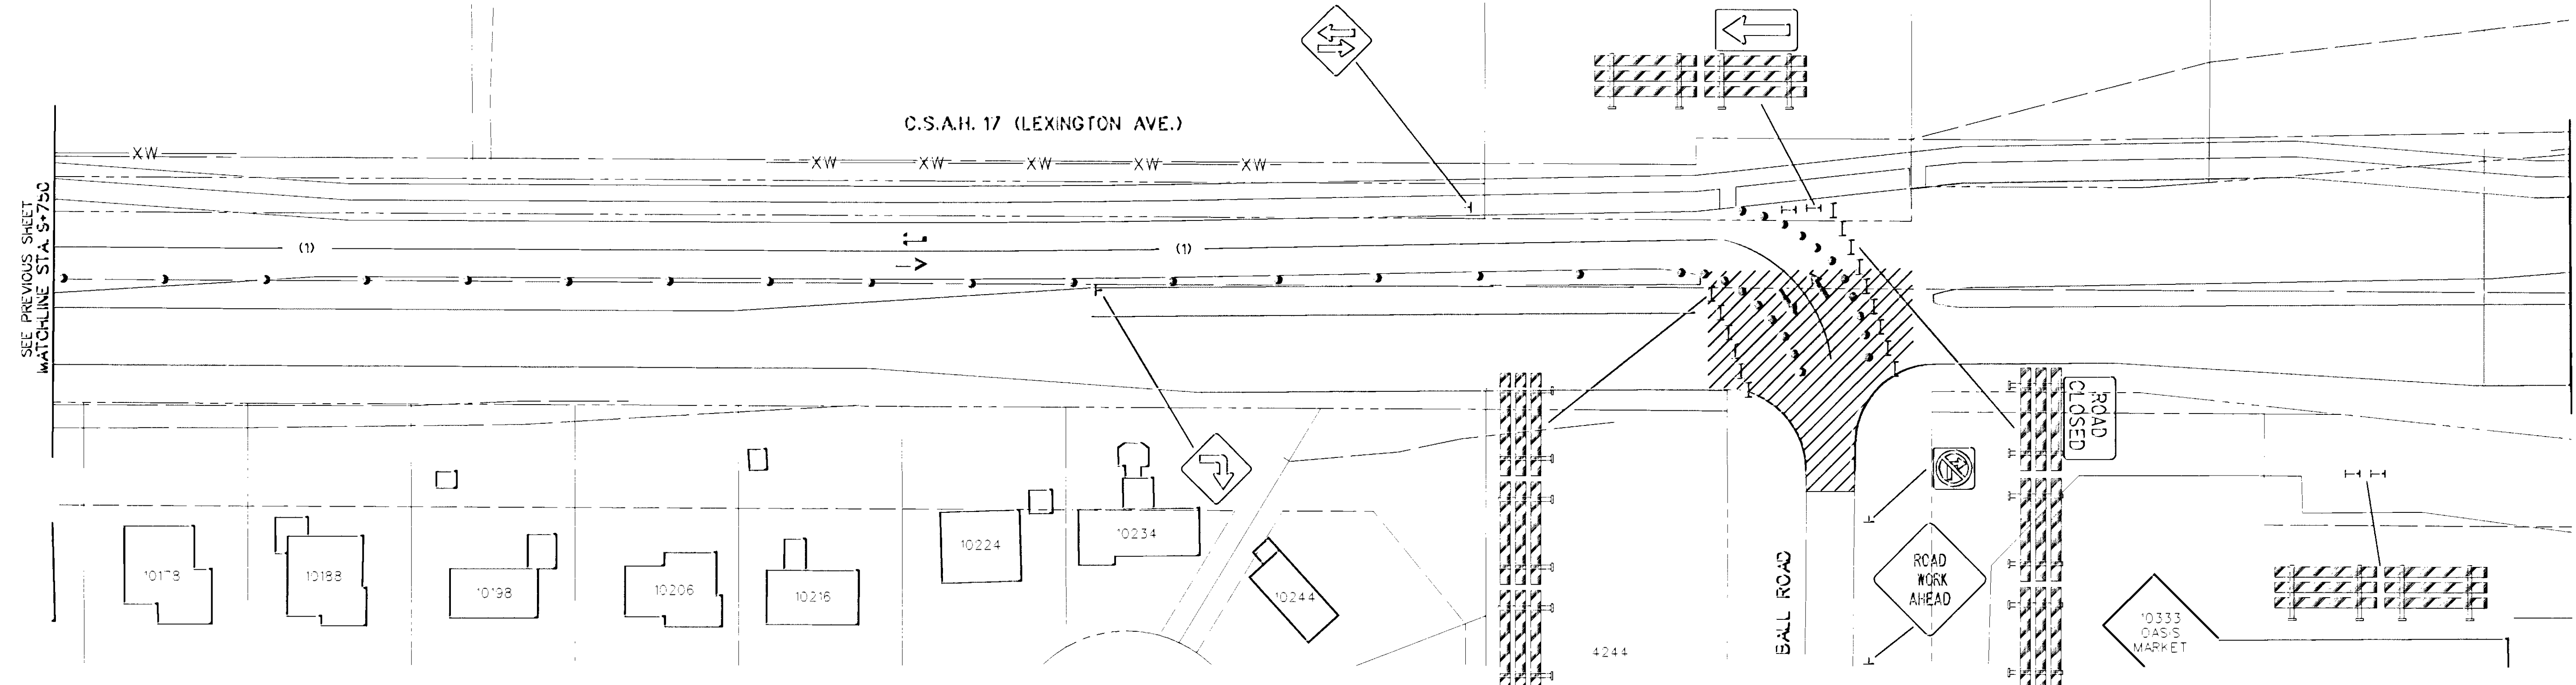 C.S.A.H. 17 (LEXINGTON AVE.)
XW XW XW XW XW XW
SEE PREVIOUS SHEET
MATCHLINE STA. S+750
(1) (1)
ROAD
CLOSED
ROAD
WORK
AHEAD
BALL ROAD
10178
10188
10198
10206
10216
10224
10234
10244
4244
10333
OASIS
MARKET